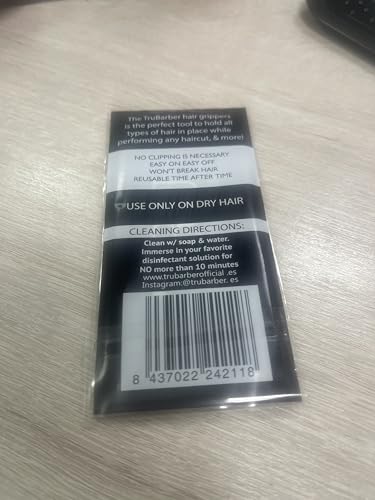 The TruBarber hair grippers
is the perfect tool to hold all
types of hair in place while
performing any haircut, & more!
NO CLIPPING IS NECESSARY
EASY ON EASY OFF
WON'T BREAK HAIR
REUSABLE TIME AFTER TIME
USE ONLY ON DRY HAIR
CLEANING DIRECTIONS:
Clean w/ soap & water.
Immerse in your favorite
disinfectant solution for
NO more than 10 minutes
www.trubarberofficial .es
Instagram:@trubarber. es
8 437022 242118